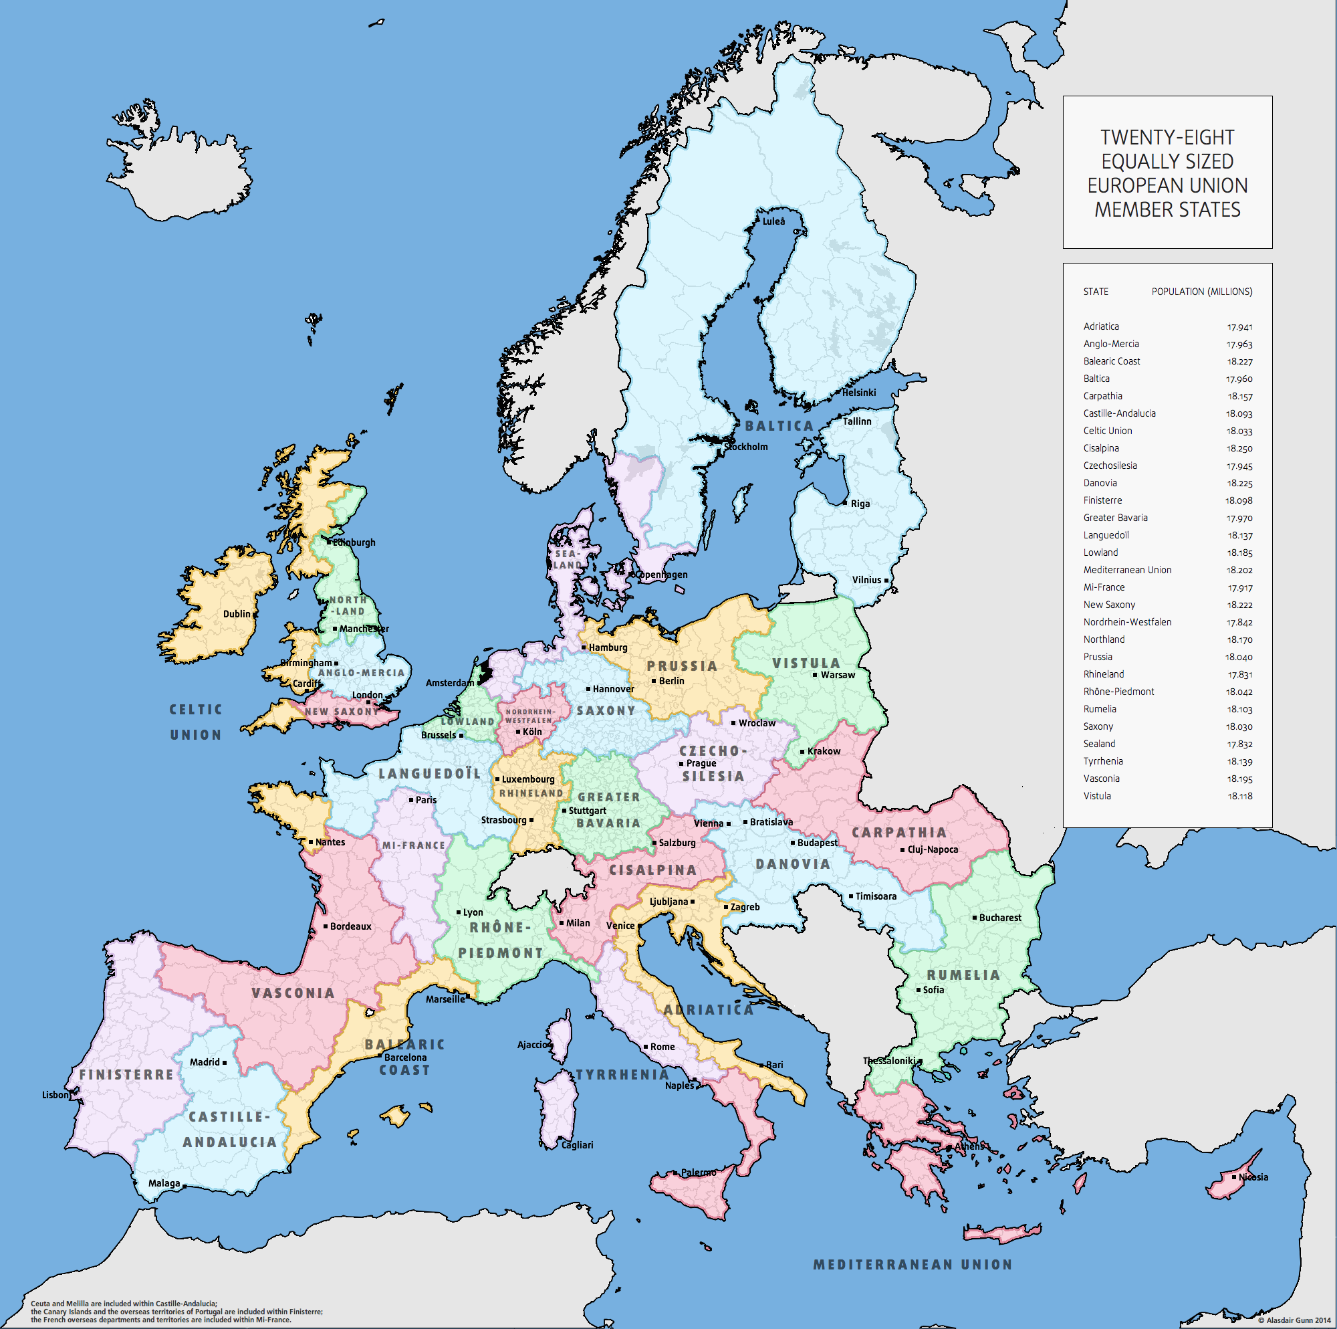 TWENTY-EIGHT
EQUALLY SIZED
EUROPEAN UNION
MEMBER STATES
STATE POPULATION (MILLIONS)
Adriatica 17.941
Anglo-Mercia 17.963
Balearic Coast 18.227
Baltica 17.960
Carpathia 18.157
Castille-Andalucia 18.093
Celtic Union 18.033
Cisalpina 18.250
Czechosilesia 17.945
Danovia 18.225
Finisterre 18.098
Greater Bavaria 17.970
Languedoïl 18.137
Lowland 18.185
Mediterranean Union 18.202
Mi-France 17.917
New Saxony 18.222
Nordrhein-Westfalen 17.842
Northland 18.170
Prussia 18.040
Rhineland 17.831
Rhône-Piedmont 18.042
Rumelia 18.103
Saxony 18.030
Sealand 17.832
Tyrrhenia 18.139
Vasconia 18.195
Vistula 18.118
Luleå
Helsinki
BALTICA
Tallinn
Stockholm
Riga
Vilnius
Edinburgh
SEA-
LAND
Copenhagen
Dublin
NORTH
-LAND
Manchester
Birmingham
ANGLO-MERCIA
Cardiff
London
NEW SAXONY
CELTIC
UNION
Hamburg
PRUSSIA
Berlin
VISTULA
Warsaw
Amsterdam
Hannover
SAXONY
LOWLAND
Brussels
NORDRHEIN-
WESTFALEN
Köln
Wroclaw
CZECHO-
SILESIA
Prague
Krakow
LANGUEDOÏL
Paris
Luxembourg
RHINELAND
Strasbourg
GREATER
BAVARIA
Stuttgart
Vienna
Bratislava
Salzburg
Budapest
DANOVIA
CARPATHIA
Cluj-Napoca
Nantes
MI-FRANCE
CISALPINA
Timisoara
Ljubljana
Zagreb
Bucharest
Lyon
Milan
Venice
Bordeaux
RHÔNE-
PIEDMONT
RUMELIA
Sofia
VASCONIA
Marseille
ADRIATICA
BALEARIC
COAST
Barcelona
Ajaccio
Rome
Madrid
Thessaloniki
FINISTERRE
TYRRHENIA
Naples
Bari
Lisbon
CASTILLE-
ANDALUCIA
Cagliari
Athens
Malaga
Palermo
Nicosia
MEDITERRANEAN UNION
Ceuta and Melilla are included within Castille-Andalucia;
the Canary Islands and the overseas territories of Portugal are included within Finisterre;
the French overseas departments and territories are included within Mi-France.
© Alasdair Gunn 2014